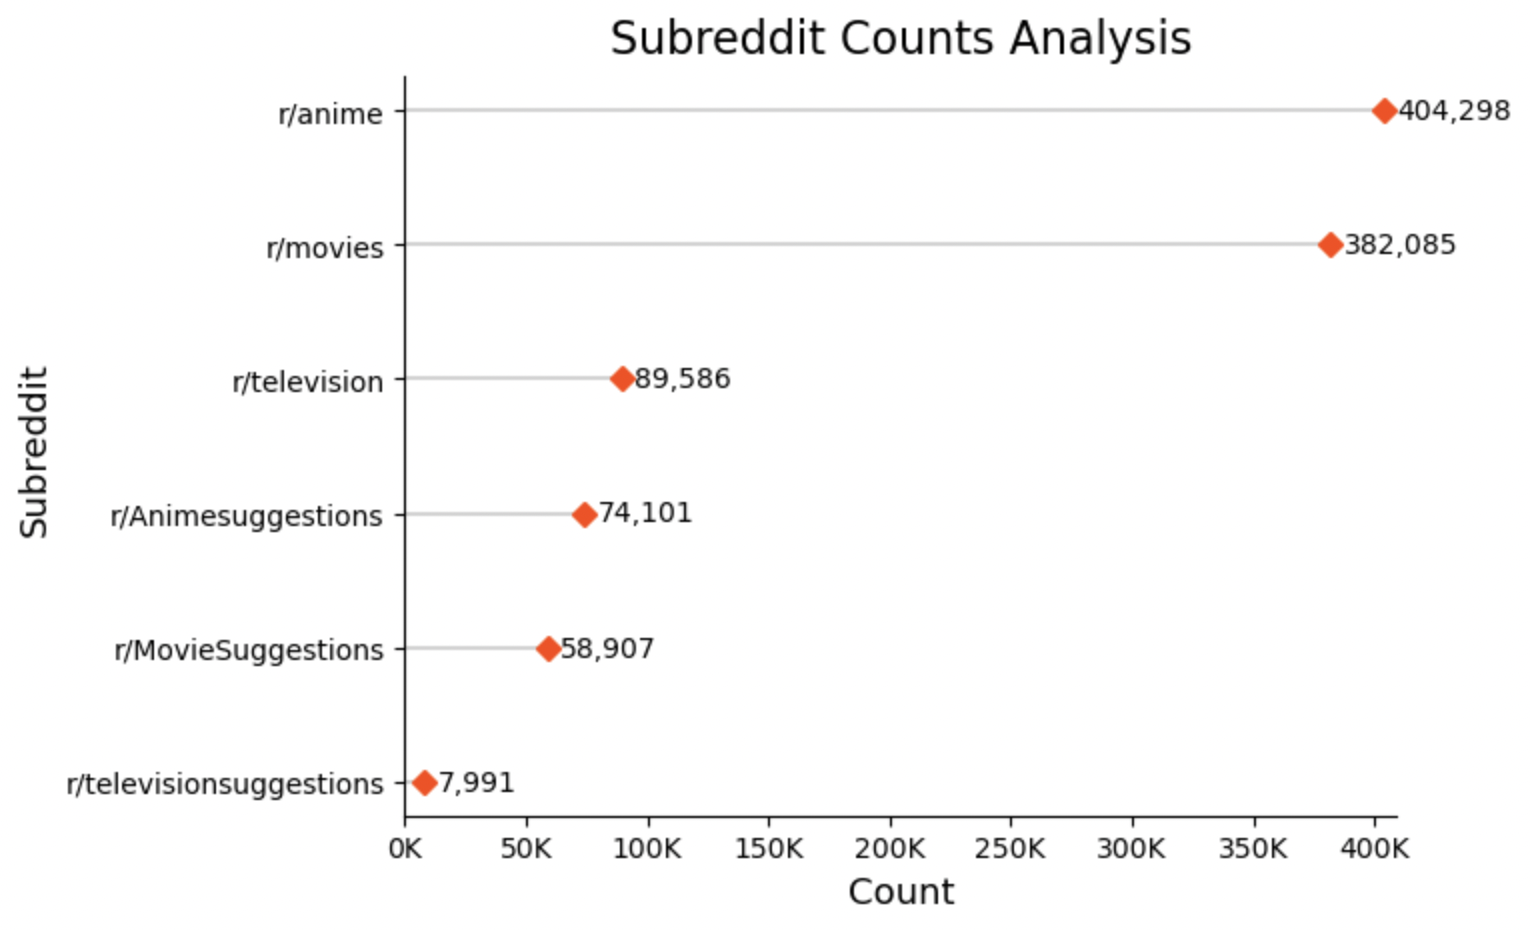 Subreddit Counts Analysis
r/anime
404,298
r/movies
382,085
r/television
89,586
Subreddit
r/Animesuggestions
74,101
r/MovieSuggestions
58,907
r/televisionsuggestions
7,991
0K 50K 100K 150K 200K 250K 300K 350K 400K
Count